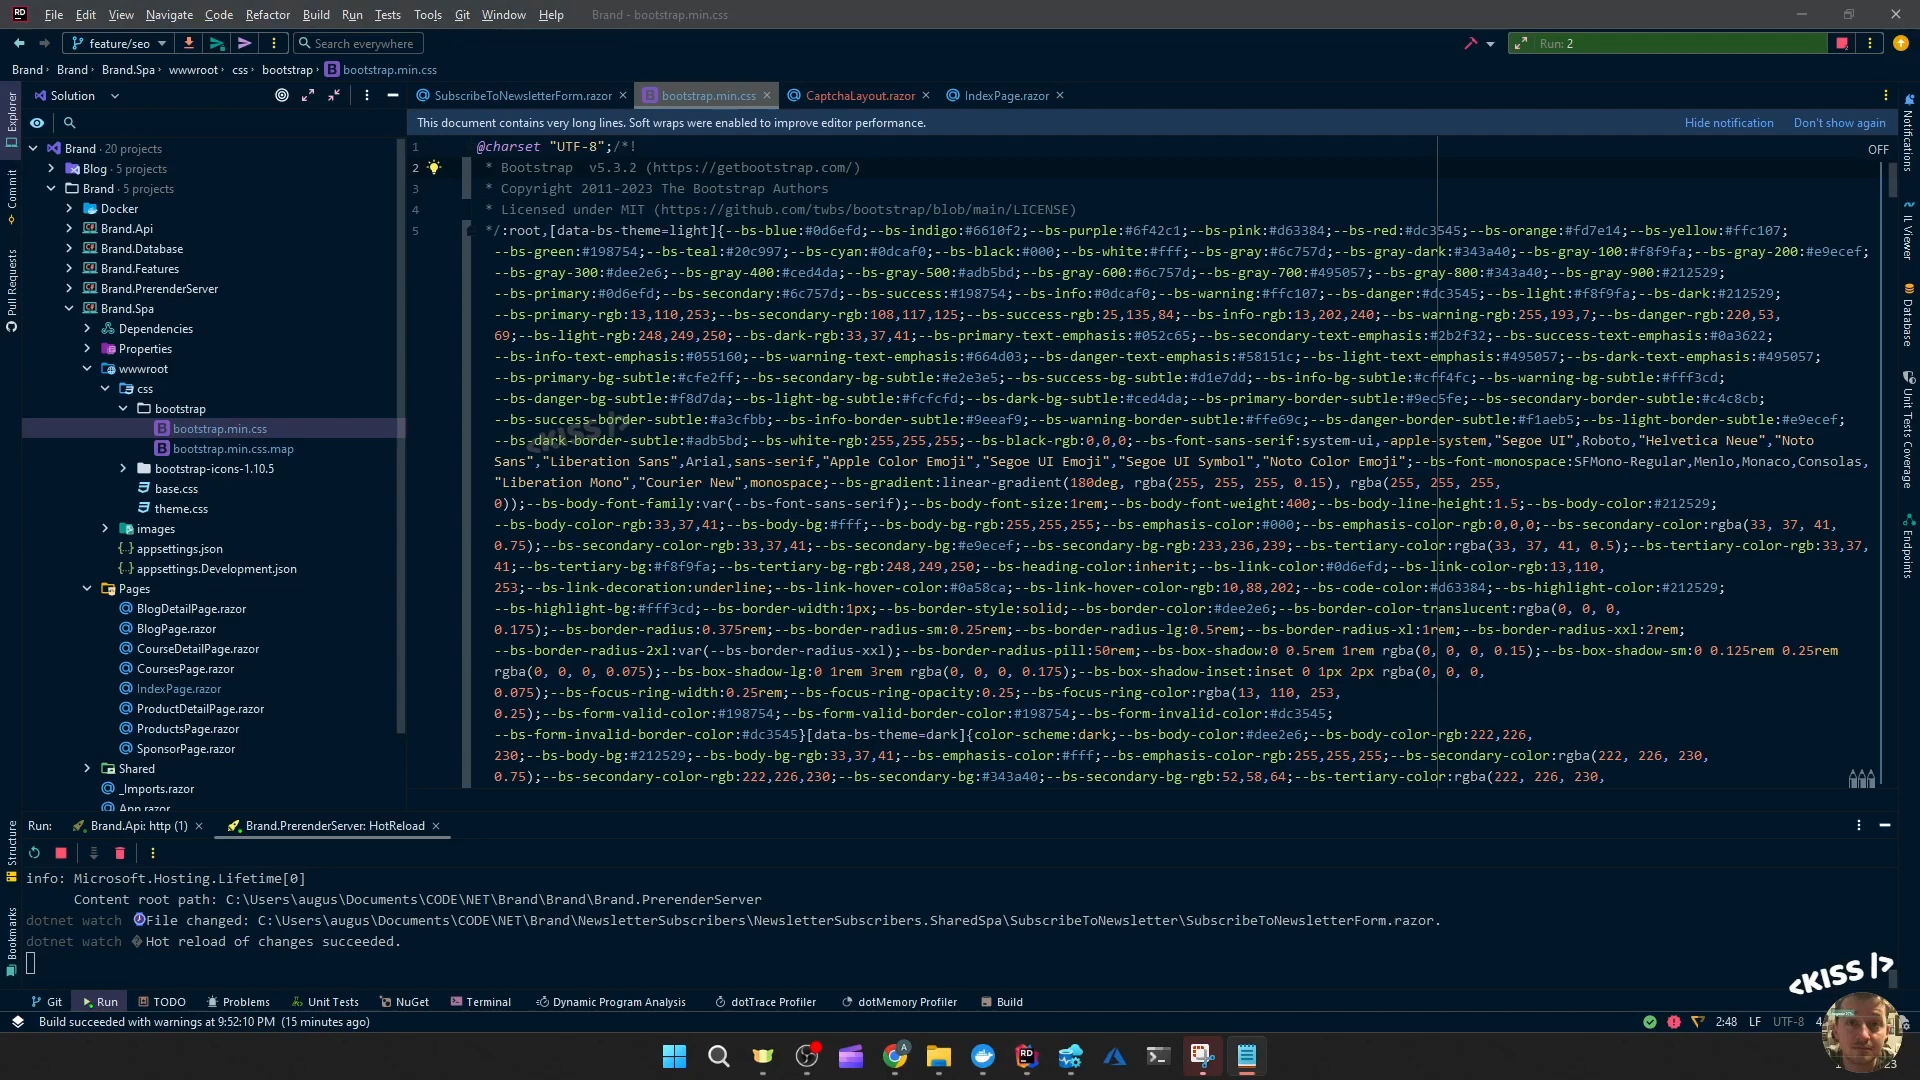 File Edit View Navigate Code Refactor Build Run Tests Tools Git Window Help Brand - bootstrap.min.css
feature/seo Search everywhere Run: 2
Brand Brand Brand.Spa wwwroot css bootstrap bootstrap.min.css
Solution
SubscribeToNewsletterForm.razor bootstrap.min.css CaptchaLayout.razor IndexPage.razor
This document contains very long lines. Soft wraps were enabled to improve editor performance. Hide notification Don't show again
OFF
Explorer
Commit
Pull Requests
Structure
Bookmarks
Brand · 20 projects
Blog · 5 projects
Brand · 5 projects
Docker
Brand.Api
Brand.Database
Brand.Features
Brand.PrerenderServer
Brand.Spa
Dependencies
Properties
wwwroot
css
bootstrap
bootstrap.min.css
bootstrap.min.css.map
bootstrap-icons-1.10.5
base.css
theme.css
images
appsettings.json
appsettings.Development.json
Pages
BlogDetailPage.razor
BlogPage.razor
CourseDetailPage.razor
CoursesPage.razor
IndexPage.razor
ProductDetailPage.razor
ProductsPage.razor
SponsorPage.razor
Shared
_Imports.razor
App.razor
1 @charset "UTF-8";/*!
2 * Bootstrap  v5.3.2 (https://getbootstrap.com/)
3 * Copyright 2011-2023 The Bootstrap Authors
4 * Licensed under MIT (https://github.com/twbs/bootstrap/blob/main/LICENSE)
5 */:root,[data-bs-theme=light]{--bs-blue:#0d6efd;--bs-indigo:#6610f2;--bs-purple:#6f42c1;--bs-pink:#d63384;--bs-red:#dc3545;--bs-orange:#fd7e14;--bs-yellow:#ffc107;
--bs-green:#198754;--bs-teal:#20c997;--bs-cyan:#0dcaf0;--bs-black:#000;--bs-white:#fff;--bs-gray:#6c757d;--bs-gray-dark:#343a40;--bs-gray-100:#f8f9fa;--bs-gray-200:#e9ecef;
--bs-gray-300:#dee2e6;--bs-gray-400:#ced4da;--bs-gray-500:#adb5bd;--bs-gray-600:#6c757d;--bs-gray-700:#495057;--bs-gray-800:#343a40;--bs-gray-900:#212529;
--bs-primary:#0d6efd;--bs-secondary:#6c757d;--bs-success:#198754;--bs-info:#0dcaf0;--bs-warning:#ffc107;--bs-danger:#dc3545;--bs-light:#f8f9fa;--bs-dark:#212529;
--bs-primary-rgb:13,110,253;--bs-secondary-rgb:108,117,125;--bs-success-rgb:25,135,84;--bs-info-rgb:13,202,240;--bs-warning-rgb:255,193,7;--bs-danger-rgb:220,53,
69;--bs-light-rgb:248,249,250;--bs-dark-rgb:33,37,41;--bs-primary-text-emphasis:#052c65;--bs-secondary-text-emphasis:#2b2f32;--bs-success-text-emphasis:#0a3622;
--bs-info-text-emphasis:#055160;--bs-warning-text-emphasis:#664d03;--bs-danger-text-emphasis:#58151c;--bs-light-text-emphasis:#495057;--bs-dark-text-emphasis:#495057;
--bs-primary-bg-subtle:#cfe2ff;--bs-secondary-bg-subtle:#e2e3e5;--bs-success-bg-subtle:#d1e7dd;--bs-info-bg-subtle:#cff4fc;--bs-warning-bg-subtle:#fff3cd;
--bs-danger-bg-subtle:#f8d7da;--bs-light-bg-subtle:#fcfcfd;--bs-dark-bg-subtle:#ced4da;--bs-primary-border-subtle:#9ec5fe;--bs-secondary-border-subtle:#c4c8cb;
--bs-success-border-subtle:#a3cfbb;--bs-info-border-subtle:#9eeaf9;--bs-warning-border-subtle:#ffe69c;--bs-danger-border-subtle:#f1aeb5;--bs-light-border-subtle:#e9ecef;
--bs-dark-border-subtle:#adb5bd;--bs-white-rgb:255,255,255;--bs-black-rgb:0,0,0;--bs-font-sans-serif:system-ui,-apple-system,"Segoe UI",Roboto,"Helvetica Neue","Noto
Sans","Liberation Sans",Arial,sans-serif,"Apple Color Emoji","Segoe UI Emoji","Segoe UI Symbol","Noto Color Emoji";--bs-font-monospace:SFMono-Regular,Menlo,Monaco,Consolas,
"Liberation Mono","Courier New",monospace;--bs-gradient:linear-gradient(180deg, rgba(255, 255, 255, 0.15), rgba(255, 255, 255,
0));--bs-body-font-family:var(--bs-font-sans-serif);--bs-body-font-size:1rem;--bs-body-font-weight:400;--bs-body-line-height:1.5;--bs-body-color:#212529;
--bs-body-color-rgb:33,37,41;--bs-body-bg:#fff;--bs-body-bg-rgb:255,255,255;--bs-emphasis-color:#000;--bs-emphasis-color-rgb:0,0,0;--bs-secondary-color:rgba(33, 37, 41,
0.75);--bs-secondary-color-rgb:33,37,41;--bs-secondary-bg:#e9ecef;--bs-secondary-bg-rgb:233,236,239;--bs-tertiary-color:rgba(33, 37, 41, 0.5);--bs-tertiary-color-rgb:33,37,
41;--bs-tertiary-bg:#f8f9fa;--bs-tertiary-bg-rgb:248,249,250;--bs-heading-color:inherit;--bs-link-color:#0d6efd;--bs-link-color-rgb:13,110,
253;--bs-link-decoration:underline;--bs-link-hover-color:#0a58ca;--bs-link-hover-color-rgb:10,88,202;--bs-code-color:#d63384;--bs-highlight-color:#212529;
--bs-highlight-bg:#fff3cd;--bs-border-width:1px;--bs-border-style:solid;--bs-border-color:#dee2e6;--bs-border-color-translucent:rgba(0, 0, 0,
0.175);--bs-border-radius:0.375rem;--bs-border-radius-sm:0.25rem;--bs-border-radius-lg:0.5rem;--bs-border-radius-xl:1rem;--bs-border-radius-xxl:2rem;
--bs-border-radius-2xl:var(--bs-border-radius-xxl);--bs-border-radius-pill:50rem;--bs-box-shadow:0 0.5rem 1rem rgba(0, 0, 0, 0.15);--bs-box-shadow-sm:0 0.125rem 0.25rem
rgba(0, 0, 0, 0.075);--bs-box-shadow-lg:0 1rem 3rem rgba(0, 0, 0, 0.175);--bs-box-shadow-inset:inset 0 1px 2px rgba(0, 0, 0,
0.075);--bs-focus-ring-width:0.25rem;--bs-focus-ring-opacity:0.25;--bs-focus-ring-color:rgba(13, 110, 253,
0.25);--bs-form-valid-color:#198754;--bs-form-valid-border-color:#198754;--bs-form-invalid-color:#dc3545;
--bs-form-invalid-border-color:#dc3545}[data-bs-theme=dark]{color-scheme:dark;--bs-body-color:#dee2e6;--bs-body-color-rgb:222,226,
230;--bs-body-bg:#212529;--bs-body-bg-rgb:33,37,41;--bs-emphasis-color:#fff;--bs-emphasis-color-rgb:255,255,255;--bs-secondary-color:rgba(222, 226, 230,
0.75);--bs-secondary-color-rgb:222,226,230;--bs-secondary-bg:#343a40;--bs-secondary-bg-rgb:52,58,64;--bs-tertiary-color:rgba(222, 226, 230,
<KISS |>
Notifications
IL Viewer
Database
Unit Tests Coverage
Endpoints
Run: Brand.Api: http (1) Brand.PrerenderServer: HotReload
info: Microsoft.Hosting.Lifetime[0]
Content root path: C:\Users\augus\Documents\CODE\NET\Brand\Brand\Brand.PrerenderServer
dotnet watch File changed: C:\Users\augus\Documents\CODE\NET\Brand\NewsletterSubscribers\NewsletterSubscribers.SharedSpa\SubscribeToNewsletter\SubscribeToNewsletterForm.razor.
dotnet watch Hot reload of changes succeeded.
<KISS |>
Git Run TODO Problems Unit Tests NuGet Terminal Dynamic Program Analysis dotTrace Profiler dotMemory Profiler Build
Build succeeded with warnings at 9:52:10 PM (15 minutes ago) 2:48 LF UTF-8